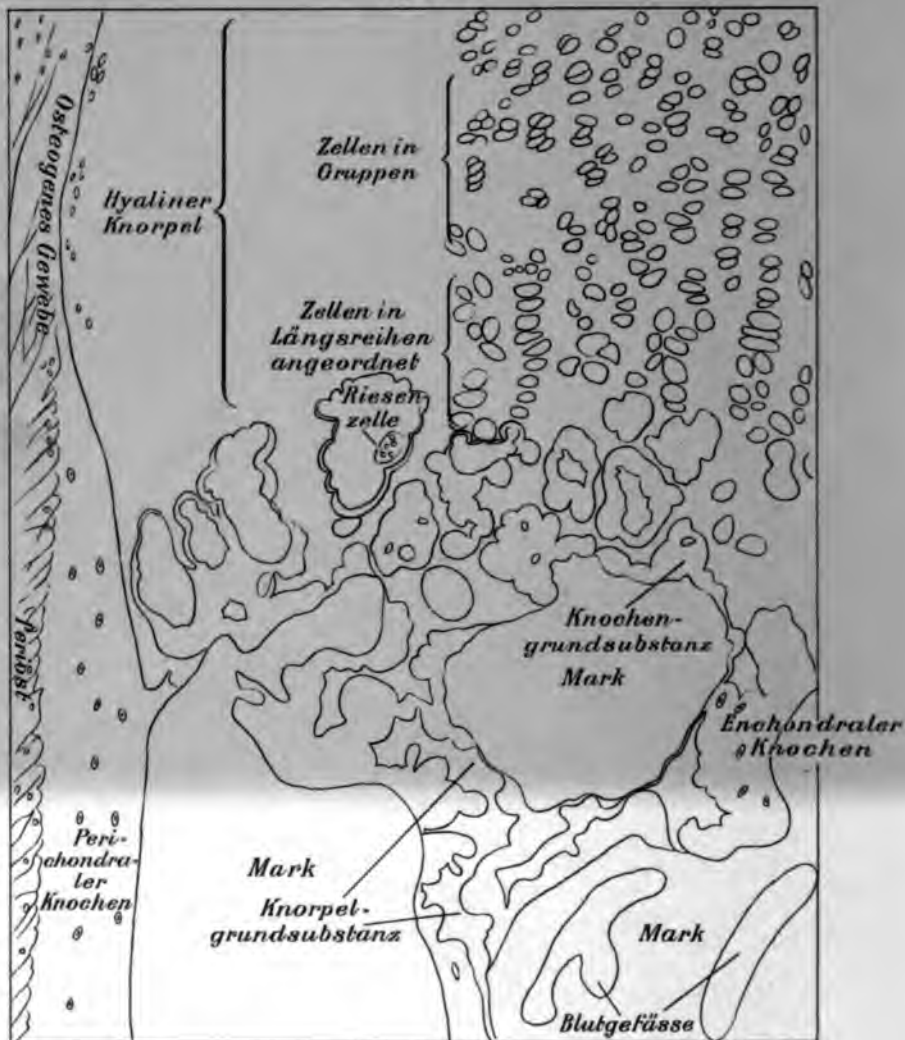 Osteogenes Gewebe
Hyaliner
Knorpel
Zellen in
Gruppen
Zellen in
Längsreihen
angeordnet
Riesen
zelle
Periost
Knochen-
grundsubstanz
Mark
Enchondraler
Knochen
Peri-
chondra-
ler
Knochen
Mark
Knorpel-
grundsubstanz
Mark
Blutgefässe